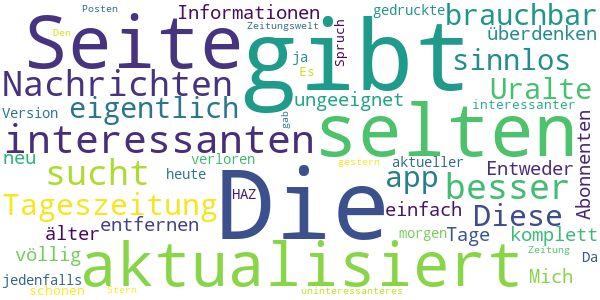 Posten Informationen gedruckte brauchbar
Den Zeitungswelt Spruch überdenken
Seite gibt ja sinnlos
Nachrichten Es Uralte
Version eigentlich gab ungeeignet interessanter
interessanten selten Abonnenten
neu verloren gestern aktueller Entweder
sucht heute app besser
Tageszeitung HAZ einfach Diese
entfernen Die morgen Tage komplett
völlig älter Zeitung Da
jedenfalls aktualisiert Mich
schönen Stern uninteressanteres